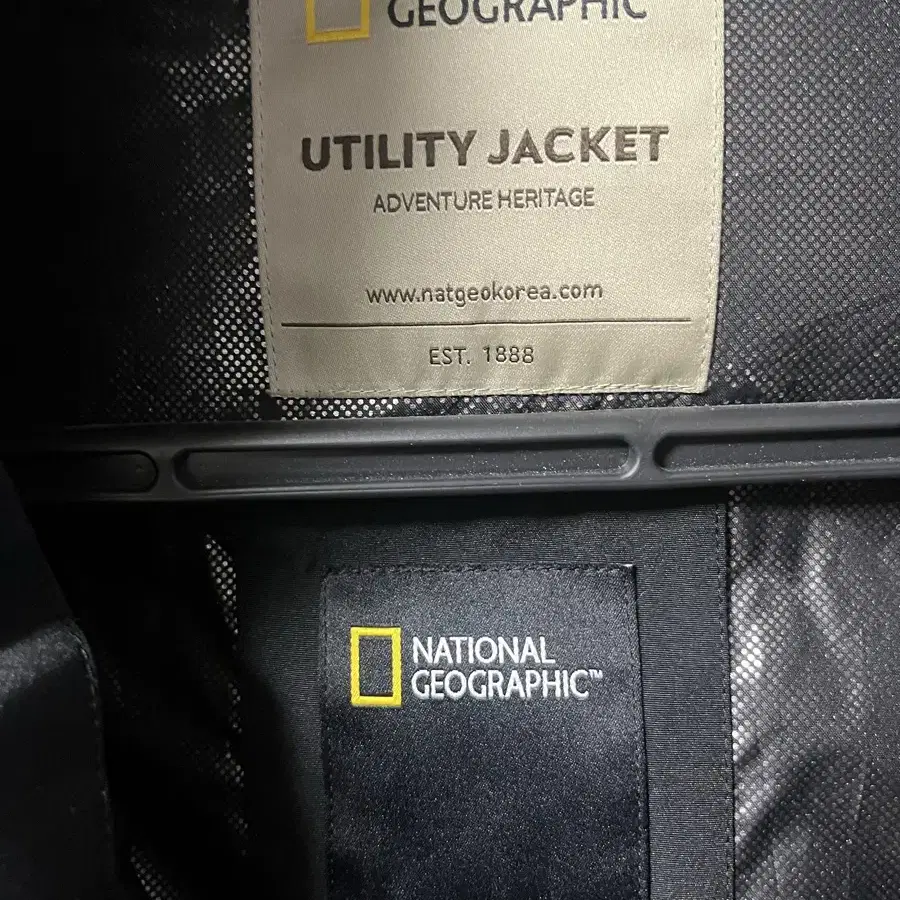 GEOGRAPHIC
UTILITY JACKET
ADVENTURE HERITAGE
www.natgeokorea.com
EST. 1888
NATIONAL
GEOGRAPHIC™